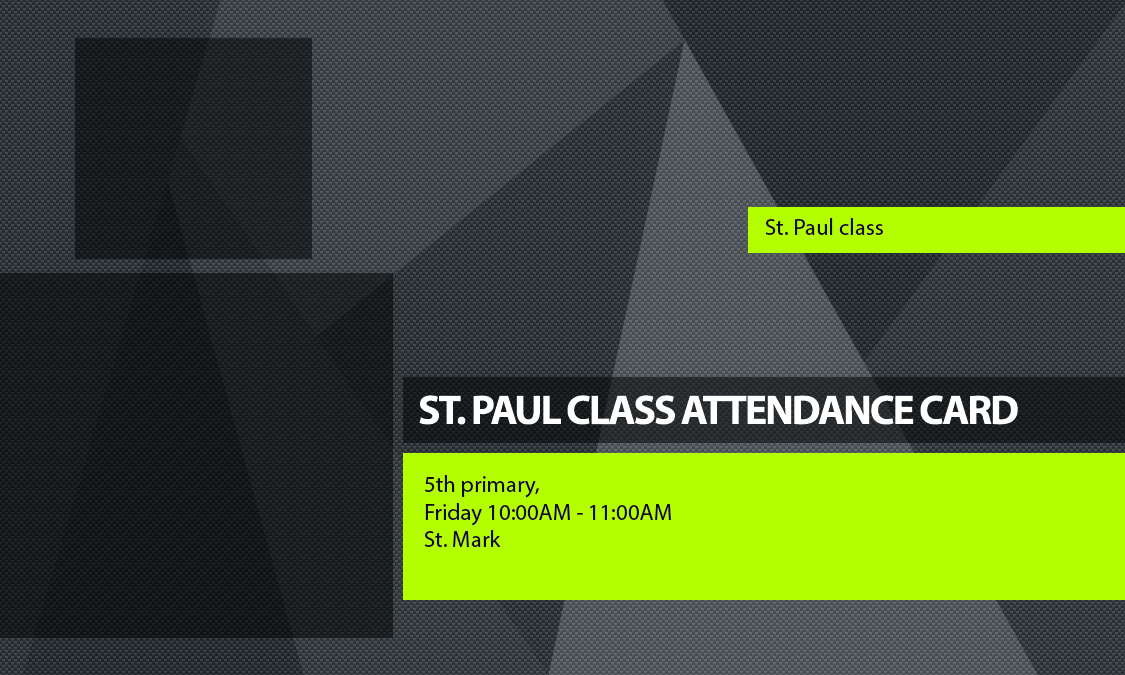 St. Paul class
ST. PAUL CLASS ATTENDANCE CARD
5th primary,
Friday 10:00AM - 11:00AM
St. Mark